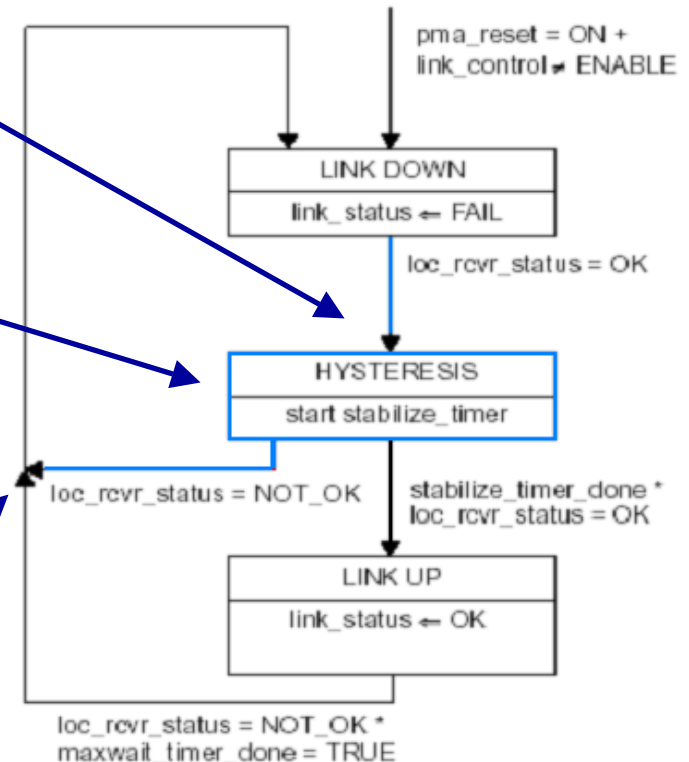 pma_reset = ON +
link_control ≠ ENABLE
LINK DOWN
link_status ⇐ FAIL
loc_rcvr_status = OK
HYSTERESIS
start stabilize_timer
loc_rcvr_status = NOT_OK
stabilize_timer_done *
loc_rcvr_status = OK
LINK UP
link_status ⇐ OK
loc_rcvr_status = NOT_OK *
maxwait_timer_done = TRUE